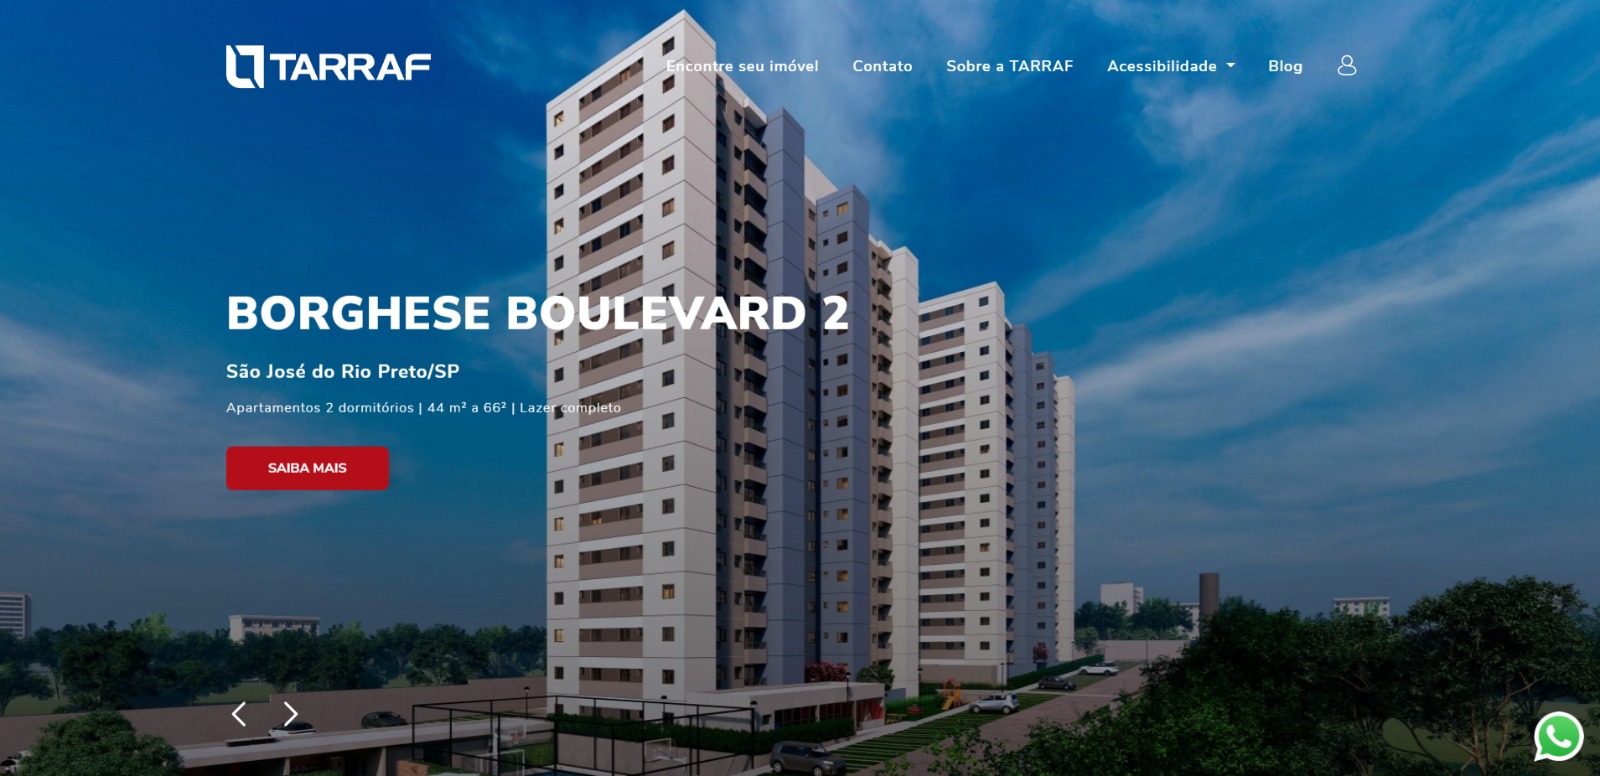 TARRAF
Encontre seu imóvel Contato Sobre a TARRAF Acessibilidade Blog
BORGHESE BOULEVARD 2
São José do Rio Preto/SP
Apartamentos 2 dormitórios | 44 m² a 66² | Lazer completo
SAIBA MAIS